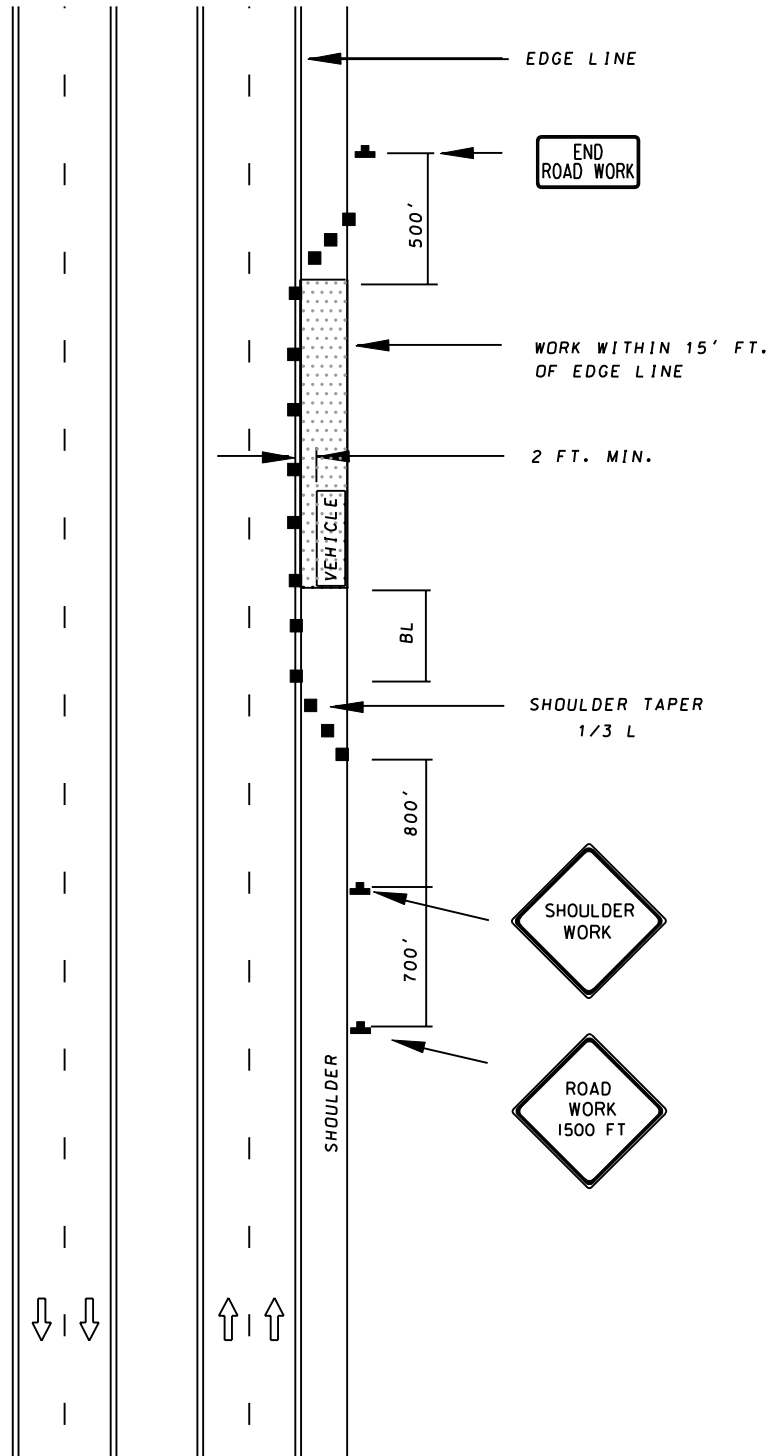 EDGE LINE
END
ROAD WORK
500'
WORK WITHIN 15' FT.
OF EDGE LINE
2 FT. MIN.
VEHICLE
BL
SHOULDER TAPER
1/3 L
800'
SHOULDER
WORK
700'
SHOULDER
ROAD
WORK
1500 FT